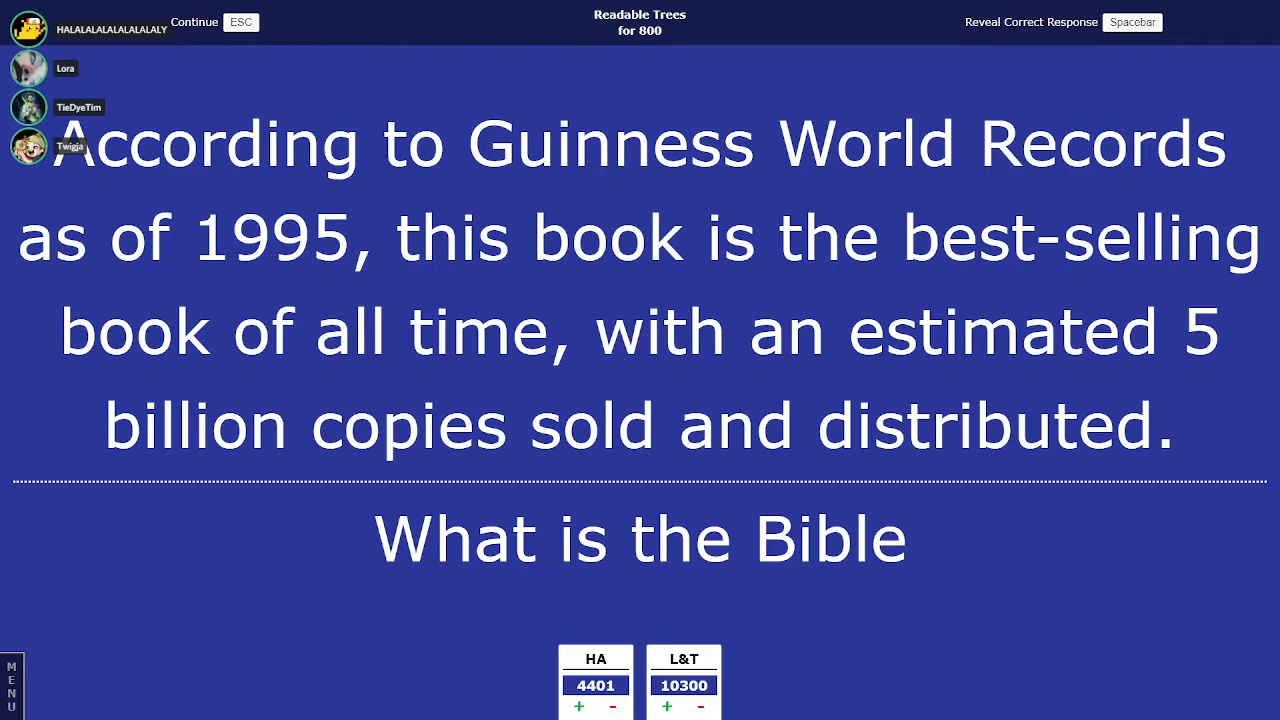 Continue ESC
Readable Trees
for 800
Reveal Correct Response Spacebar
HALALALALALALALALY
Lora
TieDyeTim
Twigja
According to Guinness World Records
as of 1995, this book is the best-selling
book of all time, with an estimated 5
billion copies sold and distributed.
What is the Bible
MENU
HA L&T
4401 10300
+ - + -